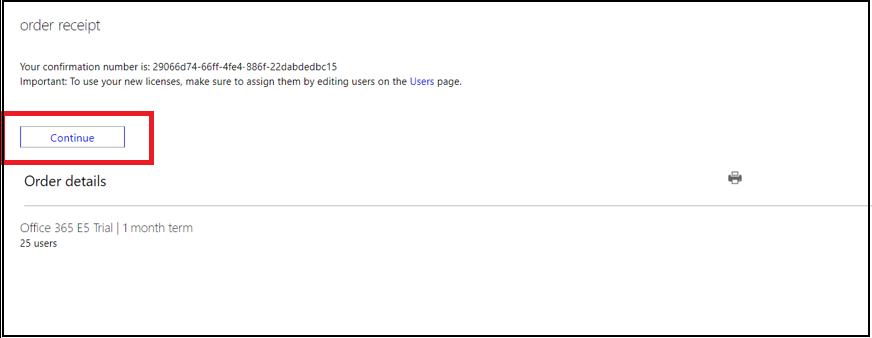 order receipt
Your confirmation number is: 29066d74-66ff-4fe4-886f-22dabdedbc15
Important: To use your new licenses, make sure to assign them by editing users on the Users page.
Continue
Order details
Office 365 E5 Trial | 1 month term
25 users